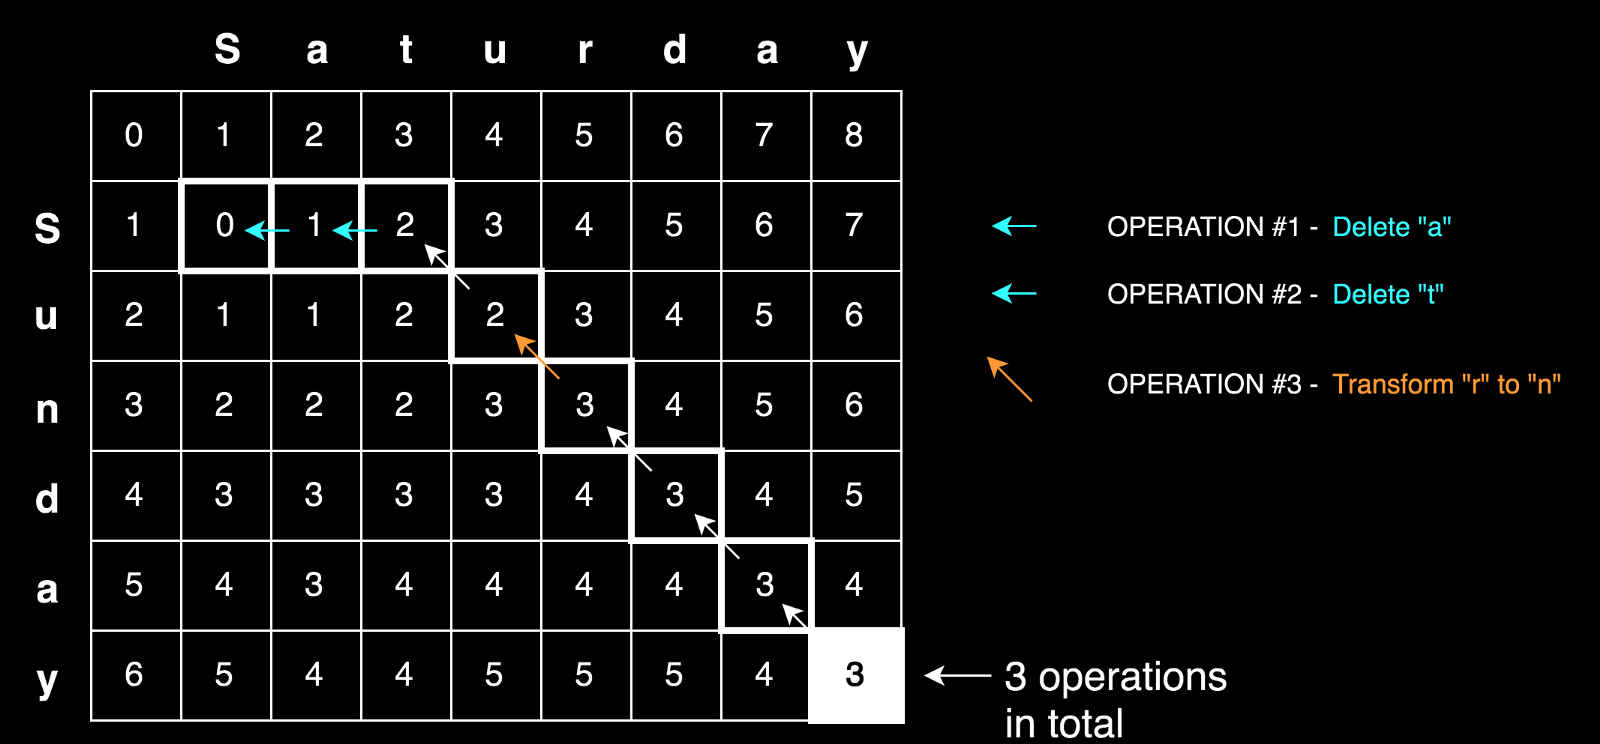 S a t u r d a y
0 1 2 3 4 5 6 7 8
S 1 0 1 2 3 4 5 6 7
u 2 1 1 2 2 3 4 5 6
n 3 2 2 2 3 3 4 5 6
d 4 3 3 3 3 4 3 4 5
a 5 4 3 4 4 4 4 3 4
y 6 5 4 4 5 5 5 4 3
OPERATION #1 - Delete "a"
OPERATION #2 - Delete "t"
OPERATION #3 - Transform "r" to "n"
3 operations
in total